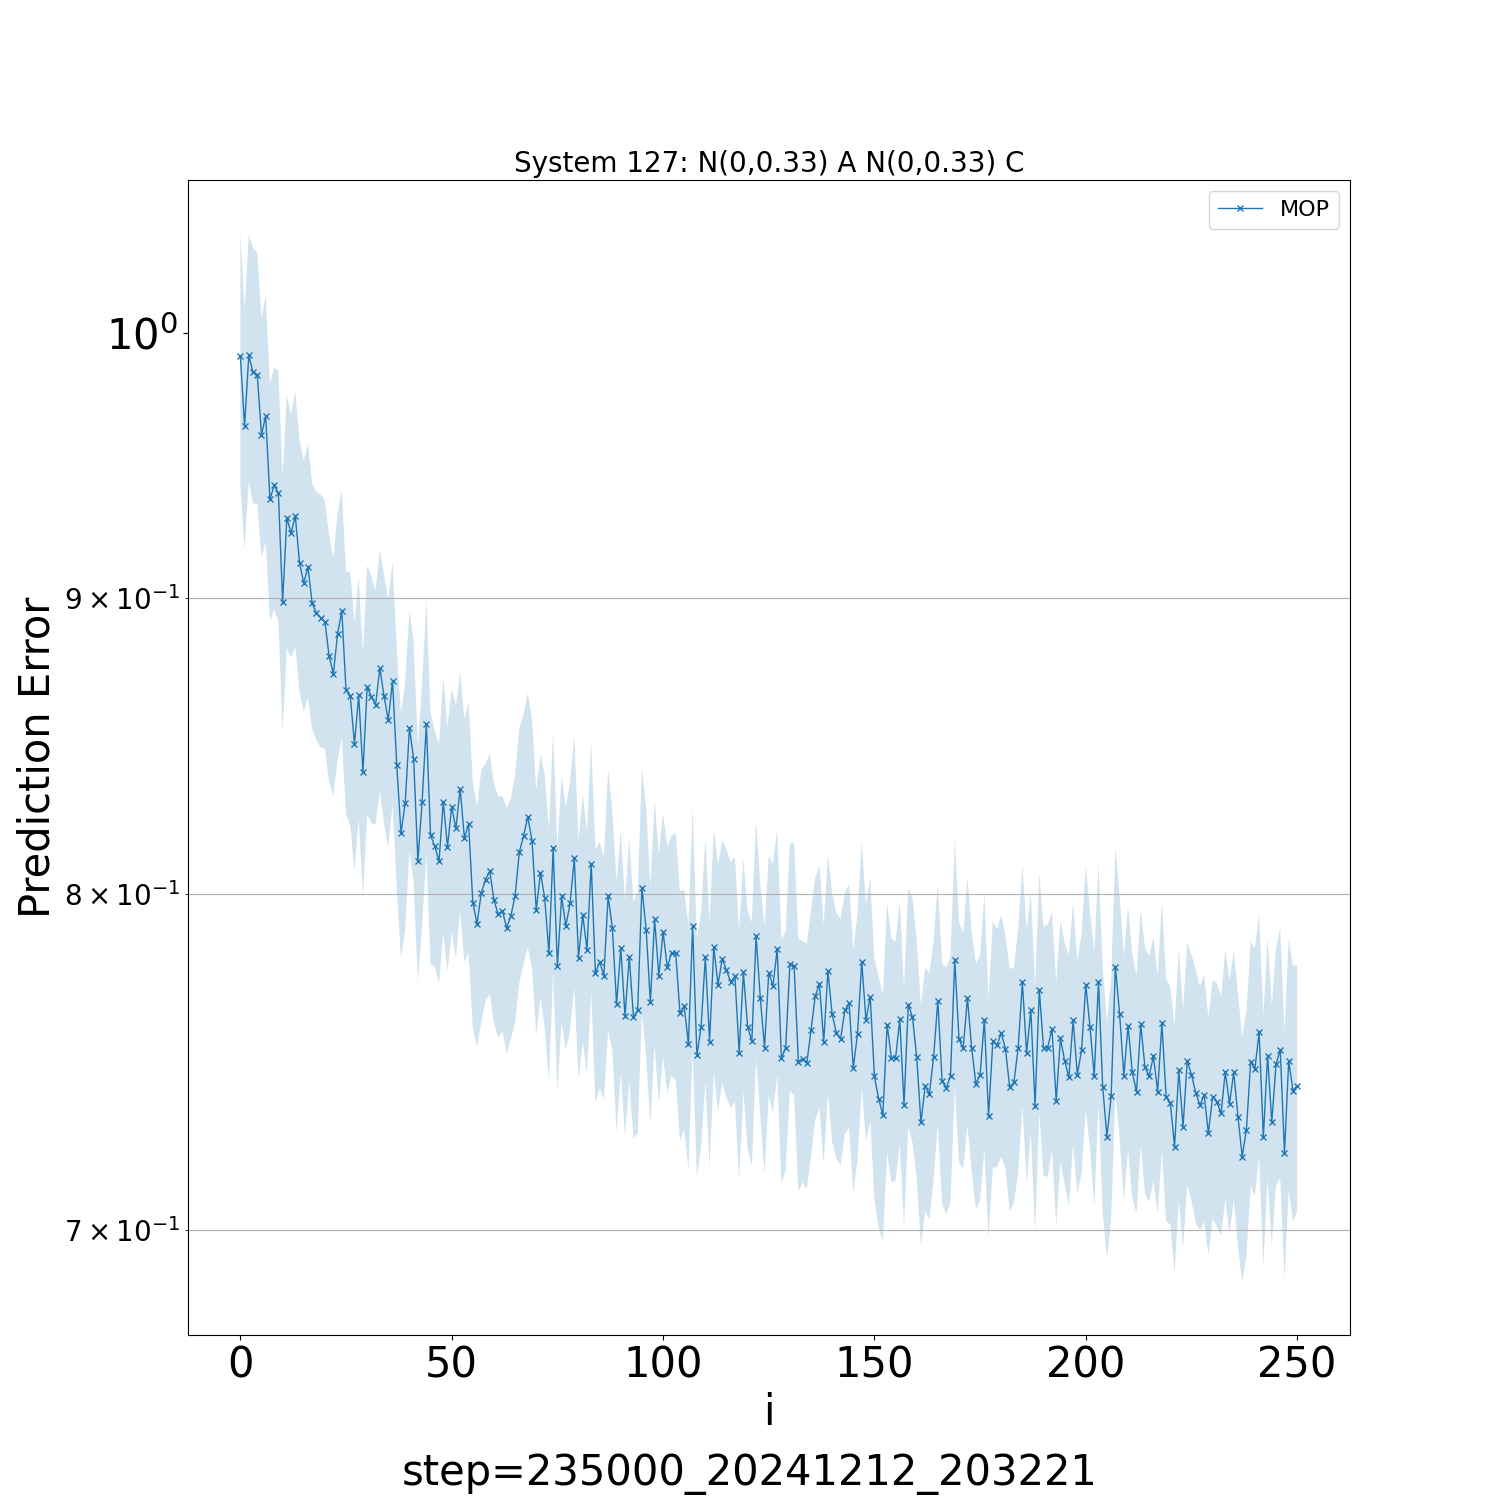 System 127: N(0,0.33) A N(0,0.33) C
MOP
10⁰
9 × 10⁻¹
8 × 10⁻¹
7 × 10⁻¹
Prediction Error
0 50 100 150 200 250
i
step=235000_20241212_203221